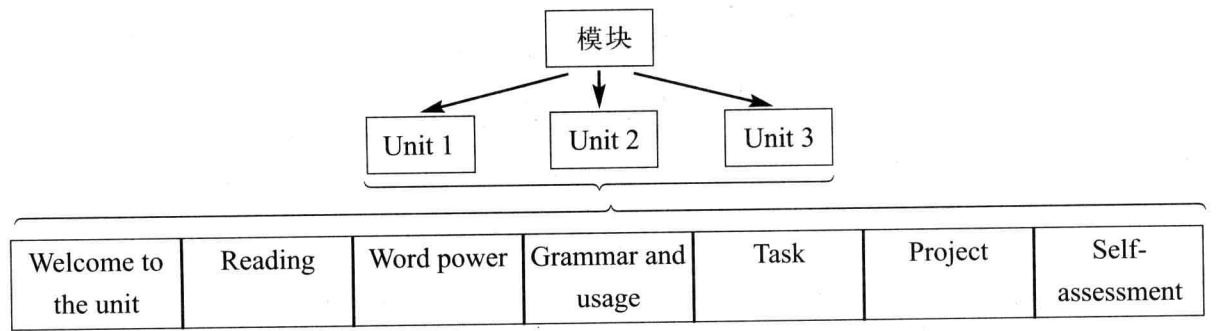 模块
Unit 1
Unit 2
Unit 3
Welcome to
the unit
Reading
Word power
Grammar and
usage
Task
Project
Self-
assessment